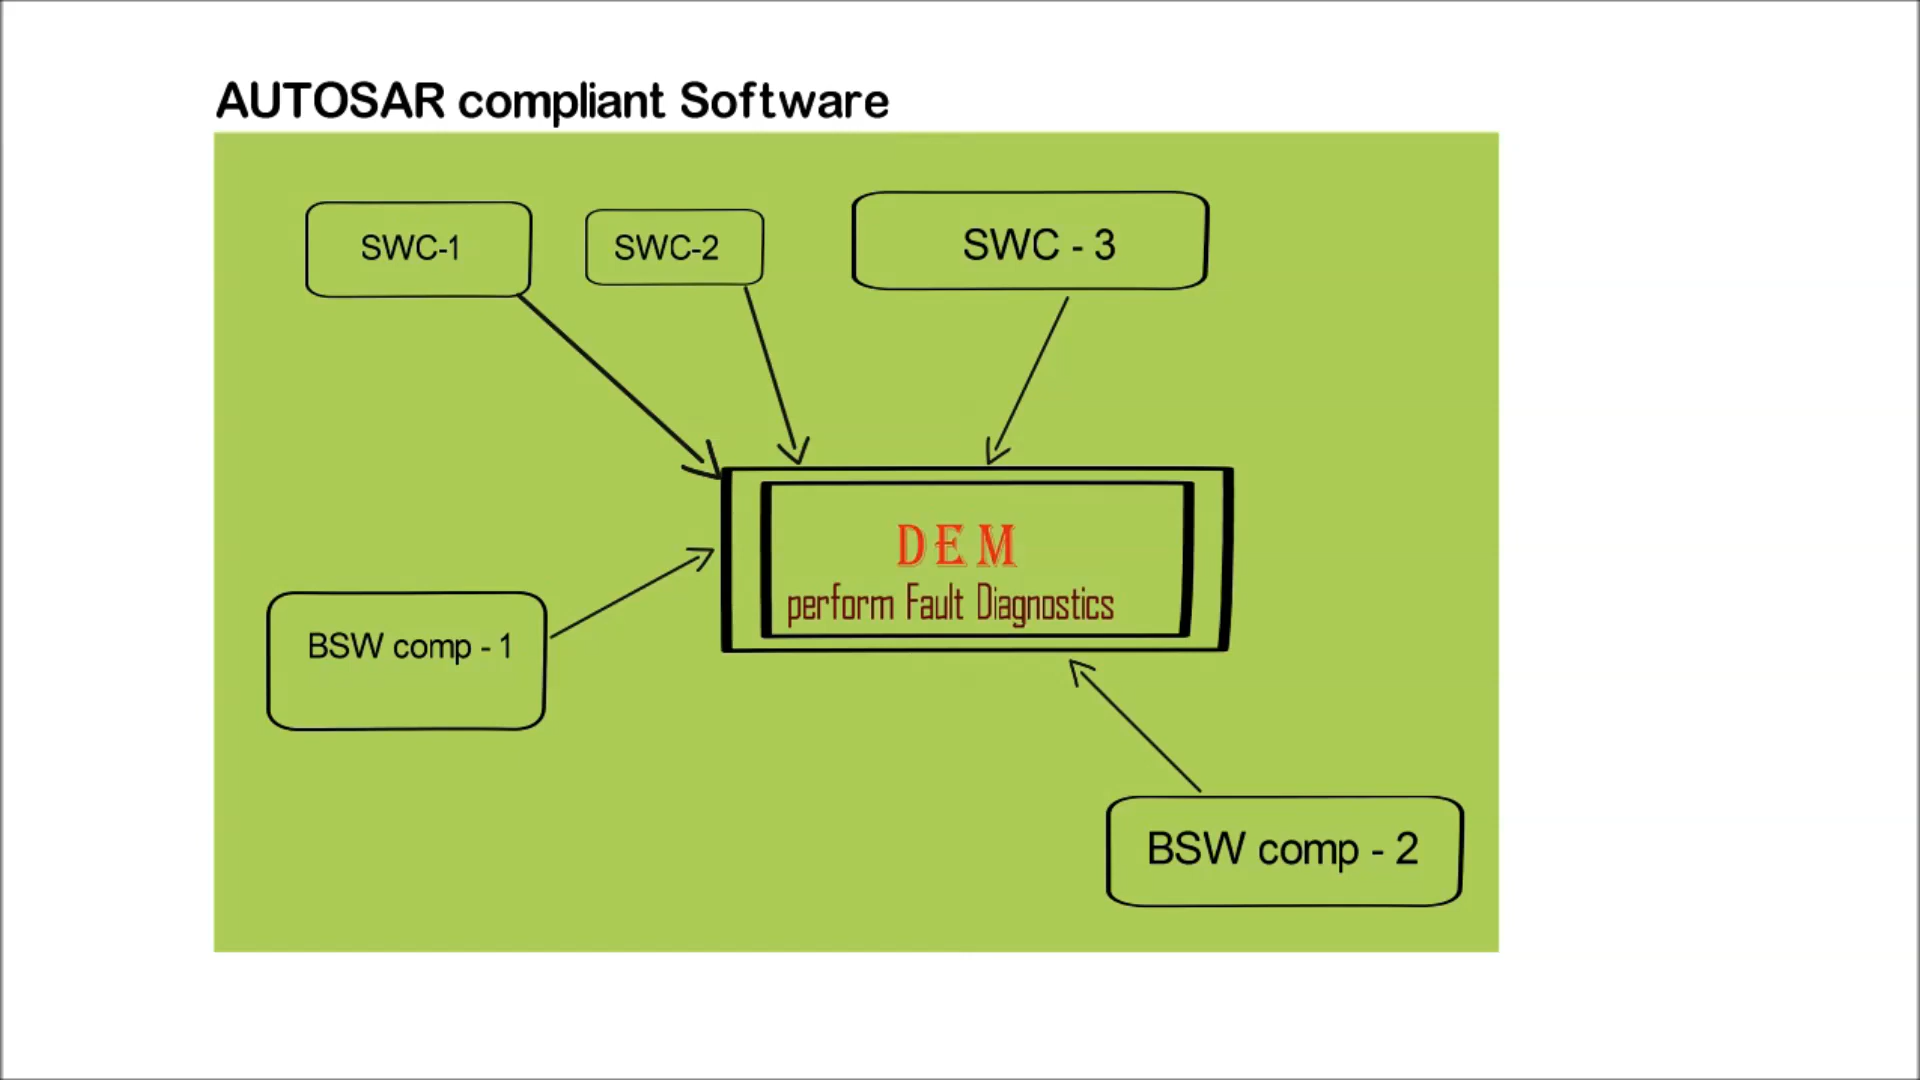 AUTOSAR compliant Software
SWC-1
SWC-2
SWC - 3
DEM
perform Fault Diagnostics
BSW comp - 1
BSW comp - 2